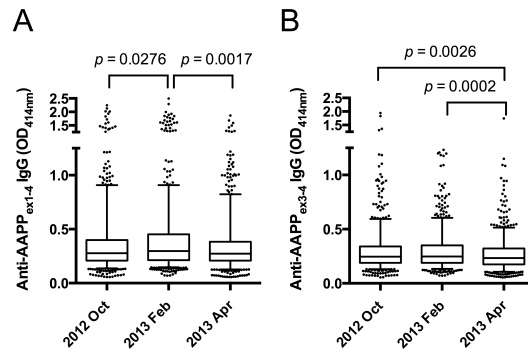 A
p = 0.0276
p = 0.0017
Anti-AAPPex1-4 IgG (OD414nm)
2.5
2.0
1.5
1.0
0.5
0.0
2012 Oct
2013 Feb
2013 Apr
B
p = 0.0026
p = 0.0002
Anti-AAPPex3-4 IgG (OD414nm)
2.5
2.0
1.5
1.0
0.5
0.0
2012 Oct
2013 Feb
2013 Apr